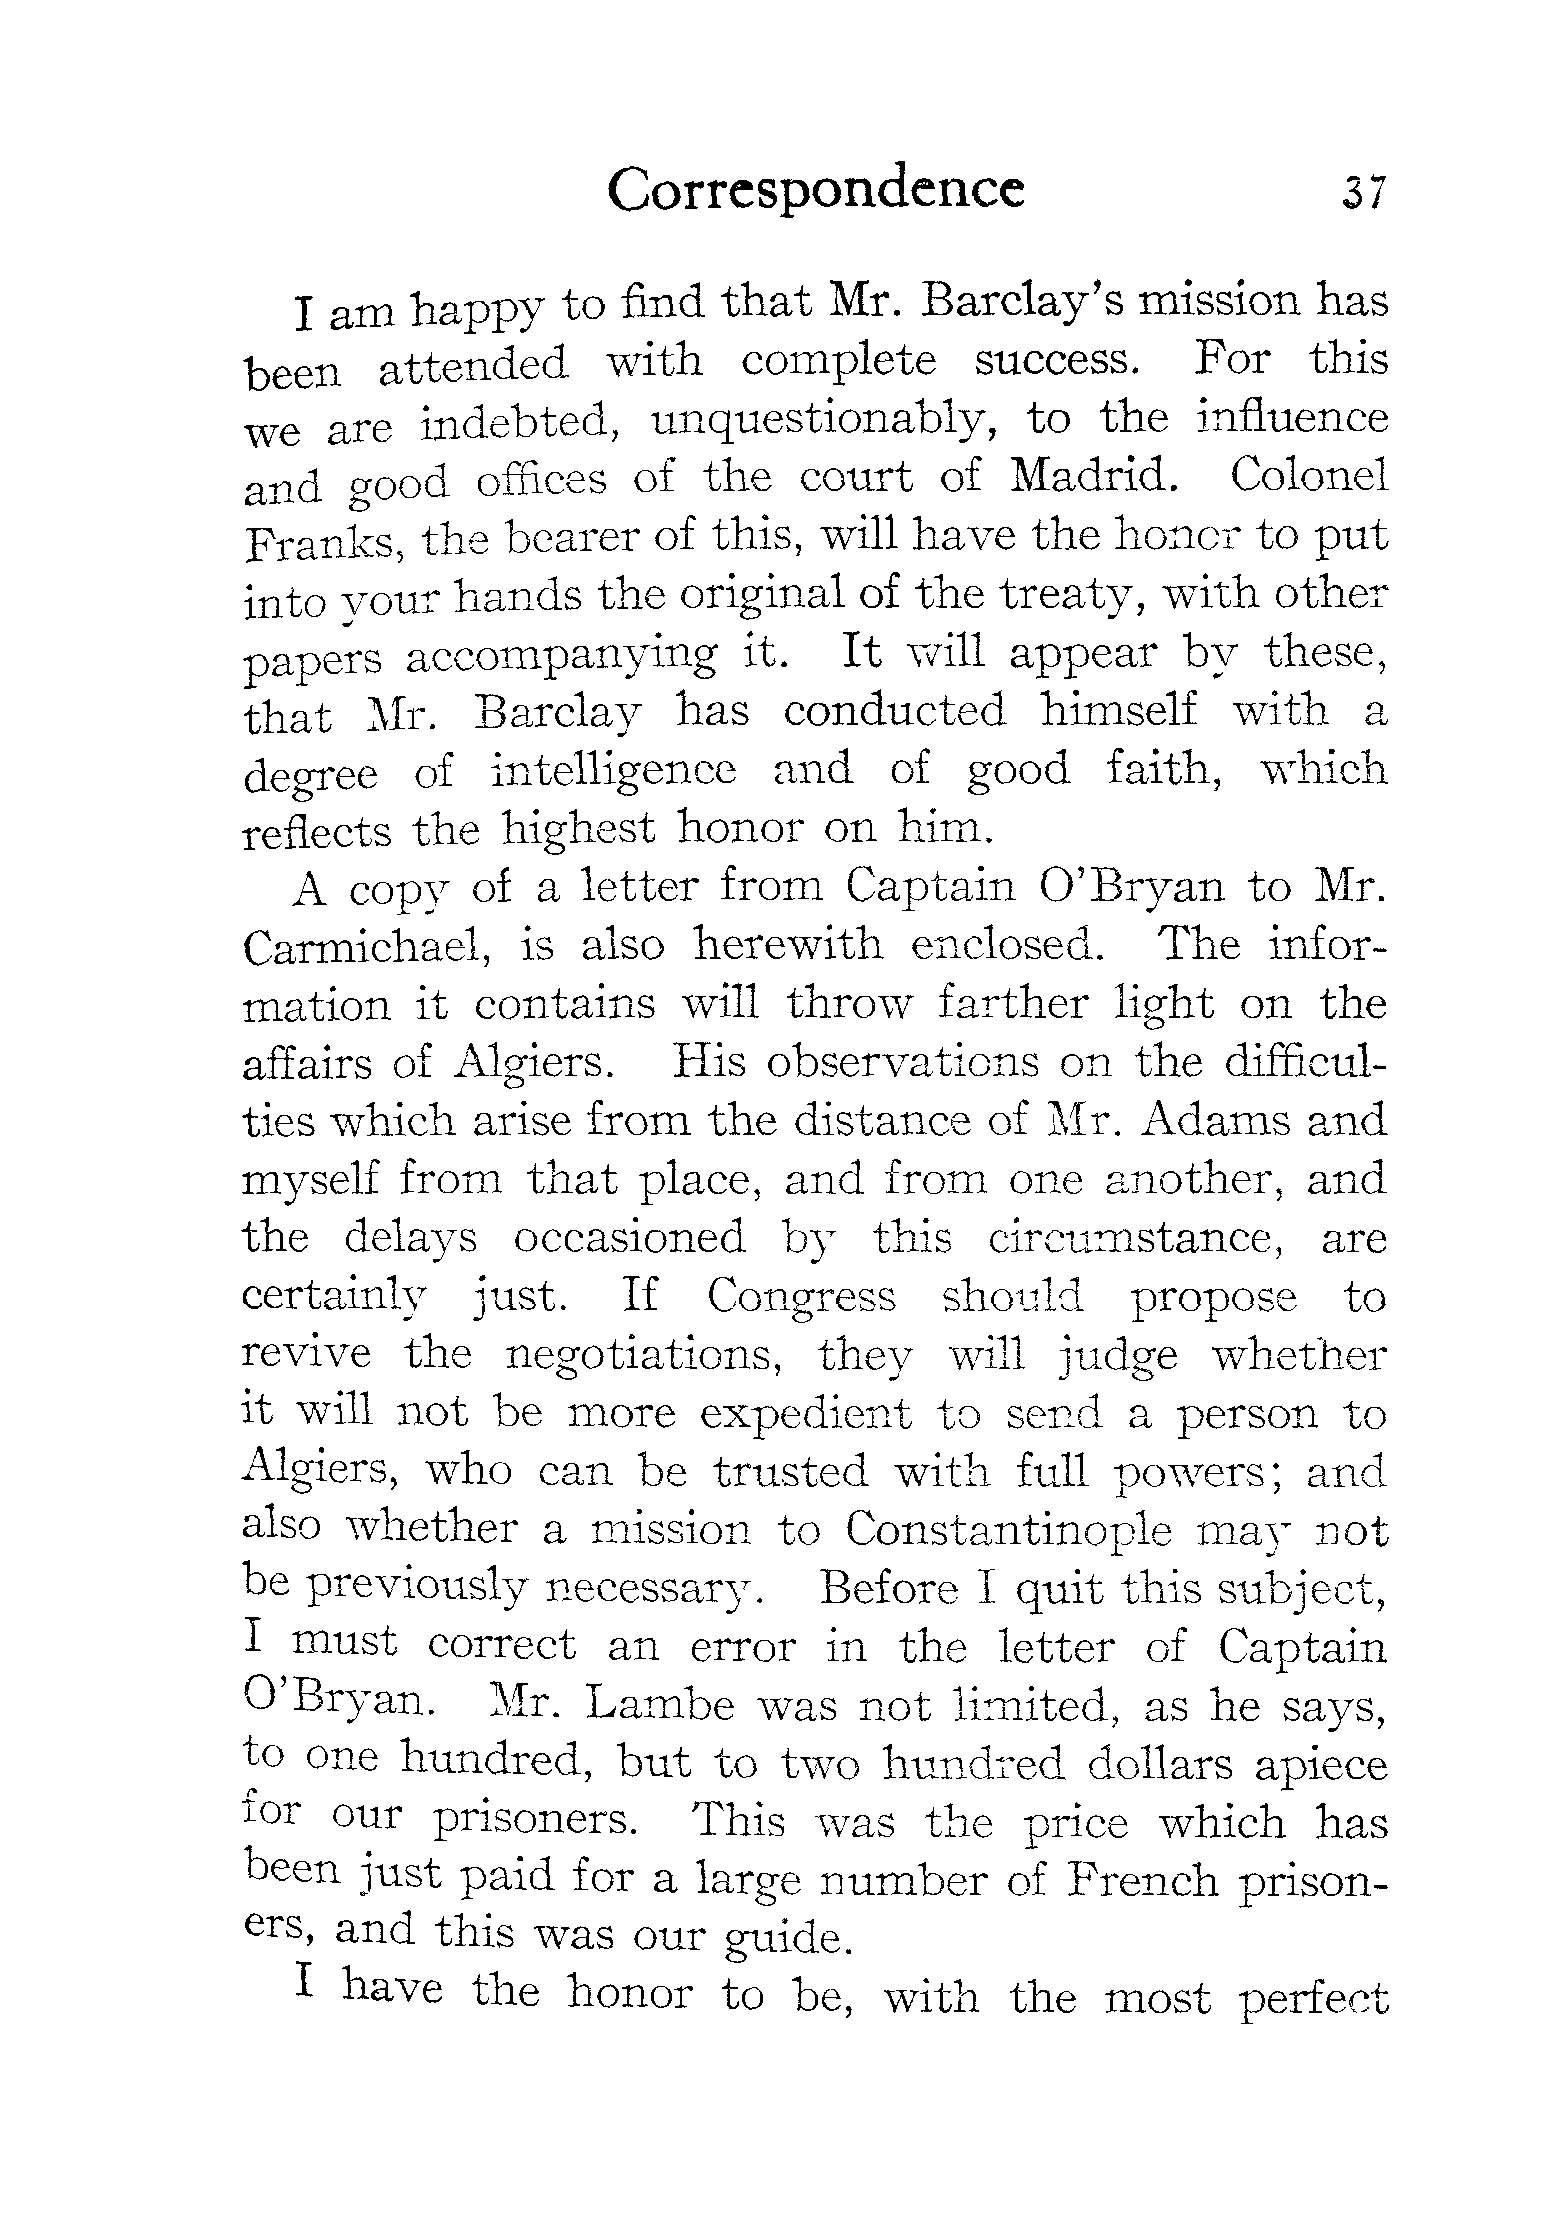 Correspondence 37
I am happy to find that Mr. Barclay's mission has
been attended with complete success. For this
we are indebted, unquestionably, to the influence
and good offices of the court of Madrid. Colonel
Franks, the bearer of this, will have the honor to put
into your hands the original of the treaty, with other
papers accompanying it. It will appear by these,
that Mr. Barclay has conducted himself with a
degree of intelligence and of good faith, which
reflects the highest honor on him.
A copy of a letter from Captain O'Bryan to Mr.
Carmichael, is also herewith enclosed. The infor-
mation it contains will throw farther light on the
affairs of Algiers. His observations on the difficul-
ties which arise from the distance of Mr. Adams and
myself from that place, and from one another, and
the delays occasioned by this circumstance, are
certainly just. If Congress should propose to
revive the negotiations, they will judge whether
it will not be more expedient to send a person to
Algiers, who can be trusted with full powers; and
also whether a mission to Constantinople may not
be previously necessary. Before I quit this subject,
I must correct an error in the letter of Captain
O'Bryan. Mr. Lambe was not limited, as he says,
to one hundred, but to two hundred dollars apiece
for our prisoners. This was the price which has
been just paid for a large number of French prison-
ers, and this was our guide.
I have the honor to be, with the most perfect